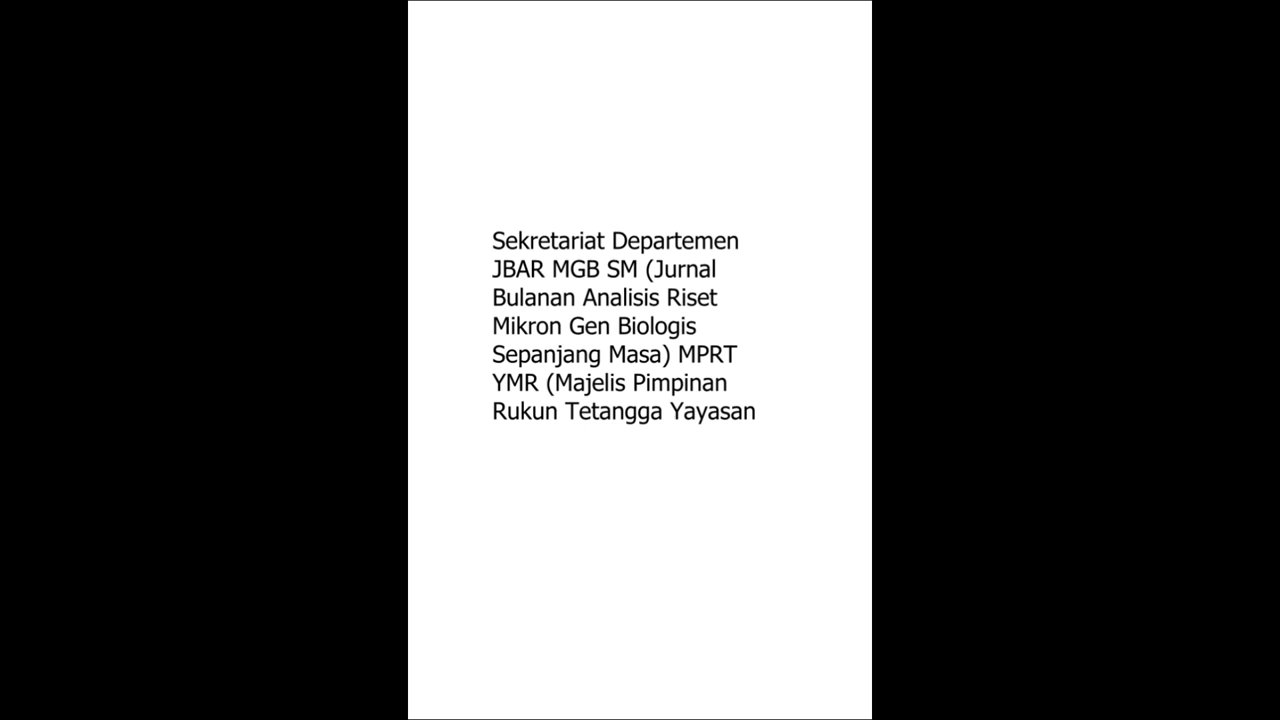 Sekretariat Departemen
JBAR MGB SM (Jurnal
Bulanan Analisis Riset
Mikron Gen Biologis
Sepanjang Masa) MPRT
YMR (Majelis Pimpinan
Rukun Tetangga Yayasan